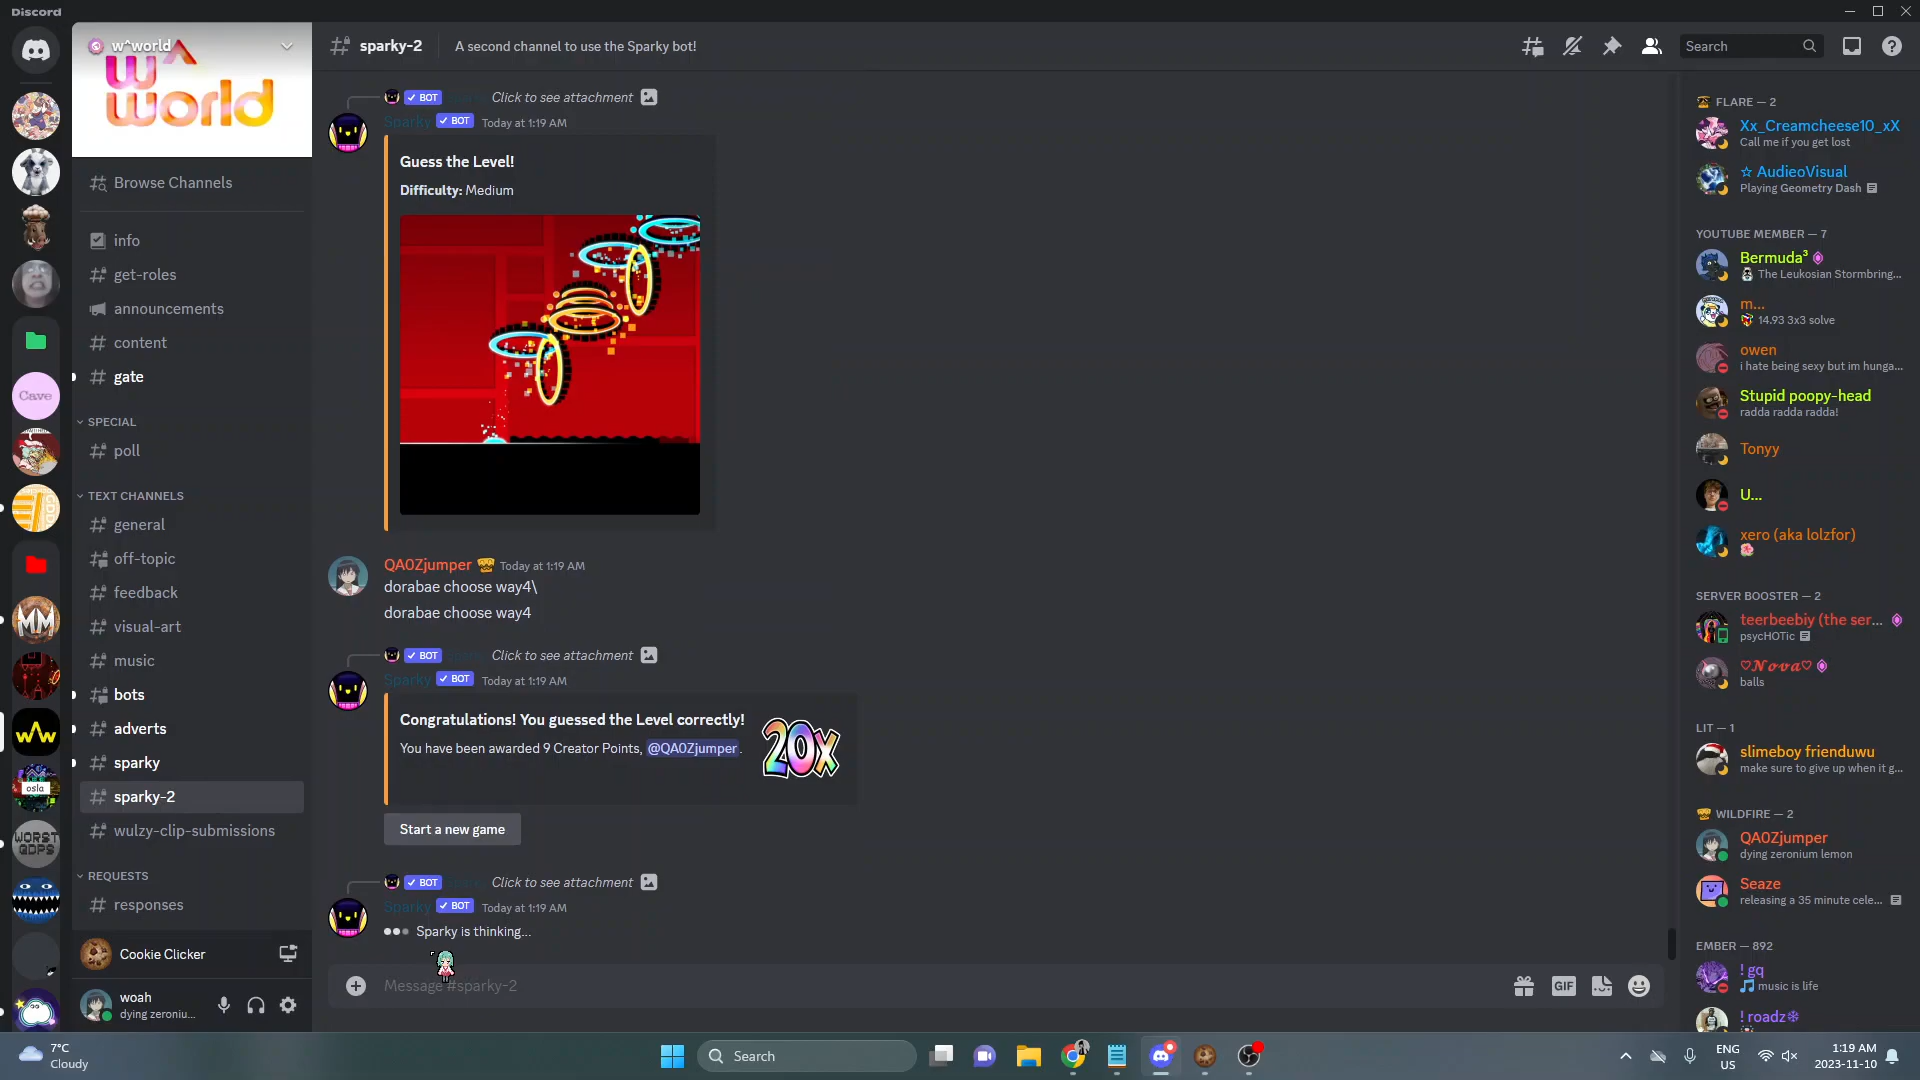 Discord
w^world
w^
world
sparky-2
A second channel to use the Sparky bot!
Search
Browse Channels
info
get-roles
announcements
content
gate
SPECIAL
poll
TEXT CHANNELS
general
off-topic
feedback
visual-art
music
bots
adverts
sparky
sparky-2
wulzy-clip-submissions
REQUESTS
responses
Cookie Clicker
woah
dying zeroniu...
Cave
osla
WORST
GDPS
BOT Click to see attachment
Sparky BOT Today at 1:19 AM
Guess the Level!
Difficulty: Medium
QA0Zjumper Today at 1:19 AM
dorabae choose way4\
dorabae choose way4
BOT Click to see attachment
Sparky BOT Today at 1:19 AM
Congratulations! You guessed the Level correctly!
You have been awarded 9 Creator Points, @QA0Zjumper.
20x
Start a new game
BOT Click to see attachment
Sparky BOT Today at 1:19 AM
Sparky is thinking...
Message #sparky-2
GIF
FLARE — 2
Xx_Creamcheese10_xX
Call me if you get lost
☆ AudieoVisual
Playing Geometry Dash
YOUTUBE MEMBER — 7
Bermuda³
The Leukosian Stormbring...
m...
14.93 3x3 solve
owen
i hate being sexy but im hunga...
Stupid poopy-head
radda radda radda!
Tonyy
U...
xero (aka lolzfor)
SERVER BOOSTER — 2
teerbeebiy (the ser...
psycHOTic
♡𝓝𝓸𝓿𝓪♡
balls
LIT — 1
slimeboy frienduwu
make sure to give up when it g...
WILDFIRE — 2
QA0Zjumper
dying zeronium lemon
Seaze
releasing a 35 minute cele...
EMBER — 892
! gq
music is life
! roadz❄
7°C
Cloudy
Search
ENG
US
1:19 AM
2023-11-10